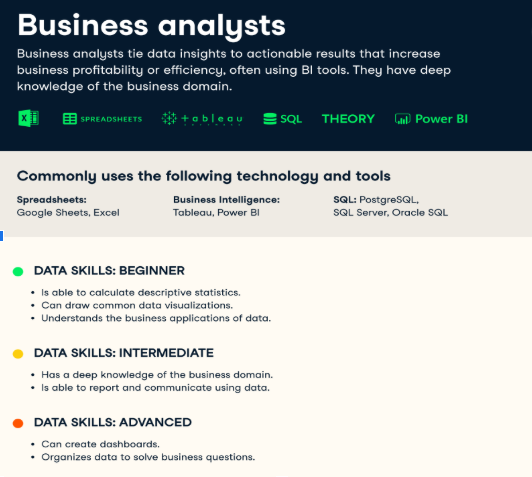 Business analysts
Business analysts tie data insights to actionable results that increase
business profitability or efficiency, often using BI tools. They have deep
knowledge of the business domain.
X SPREADSHEETS +ableau SQL THEORY Power BI
Commonly uses the following technology and tools
Spreadsheets: Business Intelligence: SQL: PostgreSQL,
Google Sheets, Excel Tableau, Power BI SQL Server, Oracle SQL
DATA SKILLS: BEGINNER
• Is able to calculate descriptive statistics.
• Can draw common data visualizations.
• Understands the business applications of data.
DATA SKILLS: INTERMEDIATE
• Has a deep knowledge of the business domain.
• Is able to report and communicate using data.
DATA SKILLS: ADVANCED
• Can create dashboards.
• Organizes data to solve business questions.